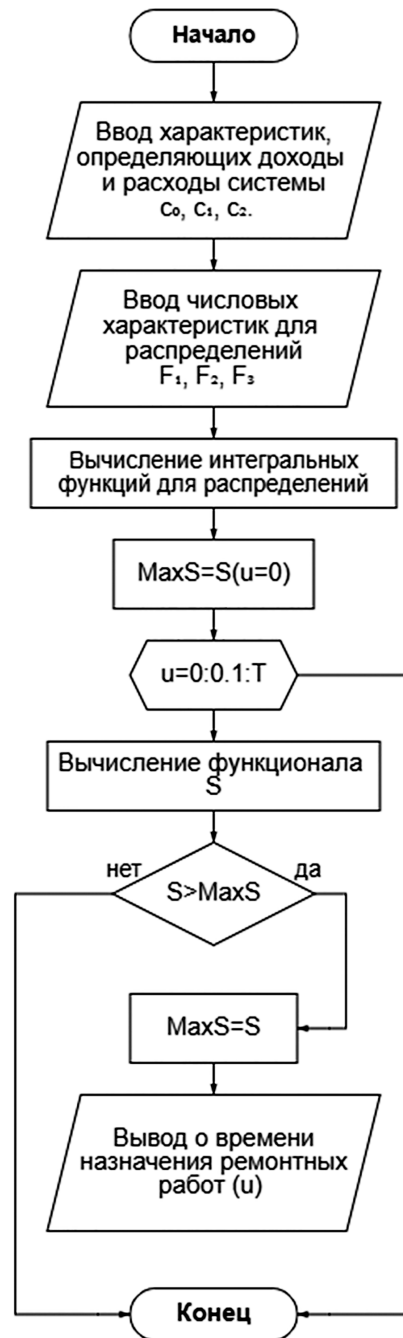 Начало
Ввод характеристик,
определяющих доходы
и расходы системы
c₀, c₁, c₂.
Ввод числовых
характеристик для
распределений
F₁, F₂, F₃
Вычисление интегральных
функций для распределений
MaxS=S(u=0)
u=0:0.1:T
Вычисление функционала
S
нет
да
S>MaxS
MaxS=S
Вывод о времени
назначения ремонтных
работ (u)
Конец